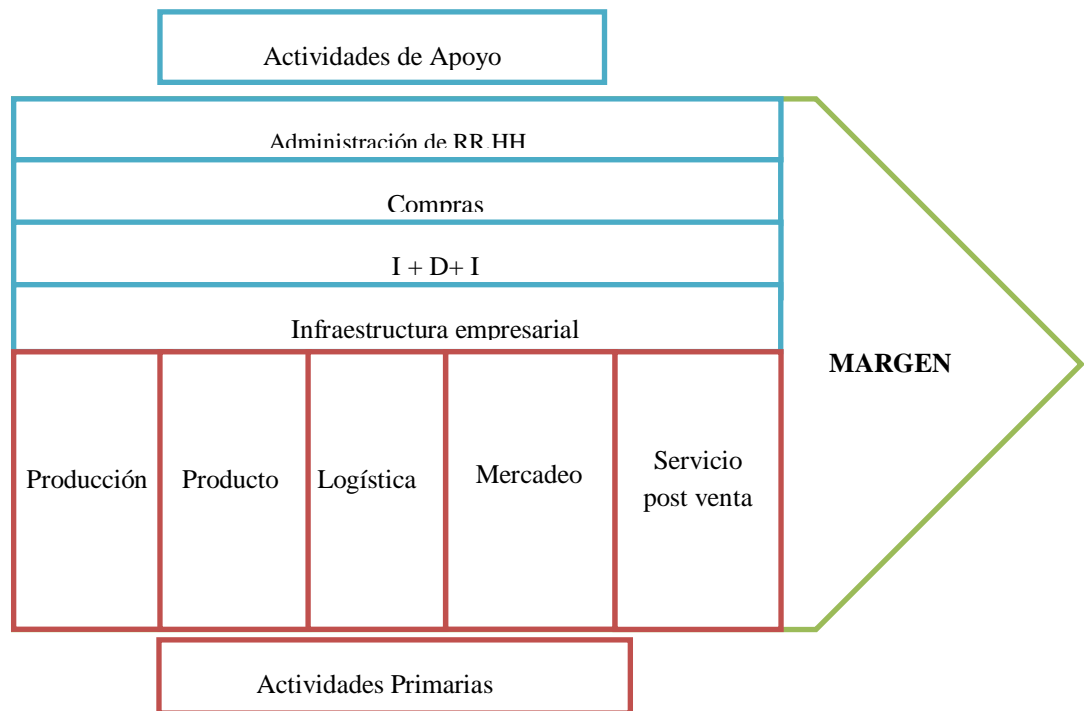 Actividades de Apoyo
Administración de RR.HH
Compras
I + D+ I
Infraestructura empresarial
MARGEN
Producción
Producto
Logística
Mercadeo
Servicio
post venta
Actividades Primarias